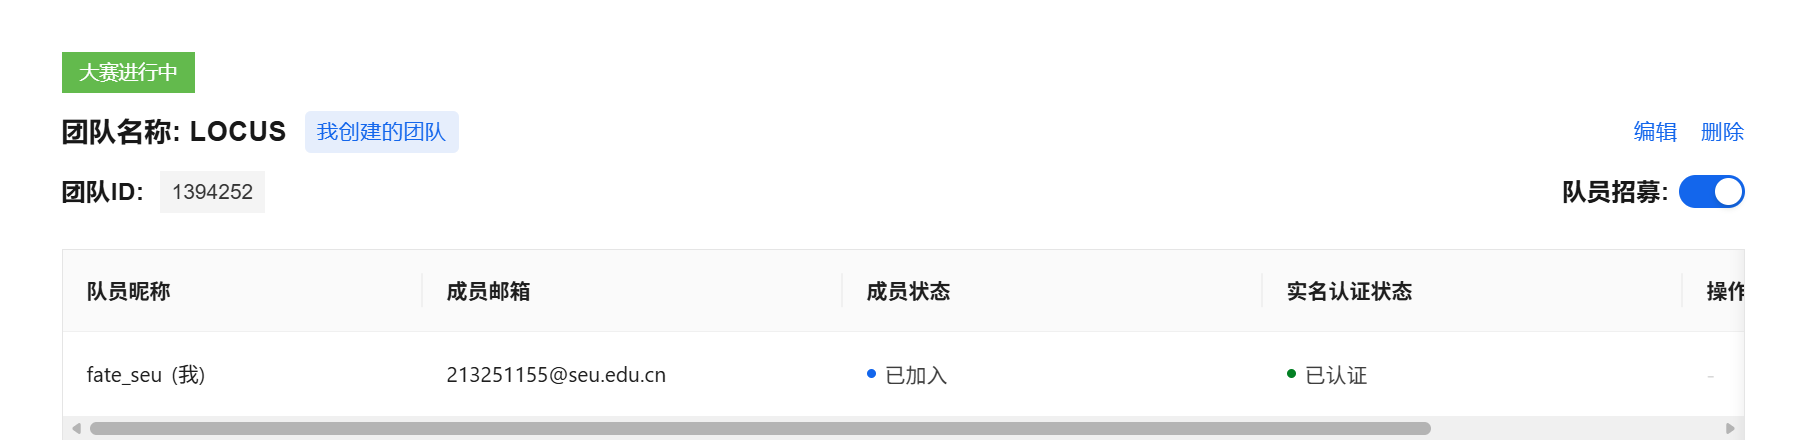 大赛进行中
团队名称: LOCUS 我创建的团队 编辑 删除
团队ID: 1394252 队员招募:
队员昵称 成员邮箱 成员状态 实名认证状态 操作
fate_seu (我) 213251155@seu.edu.cn 已加入 已认证 -